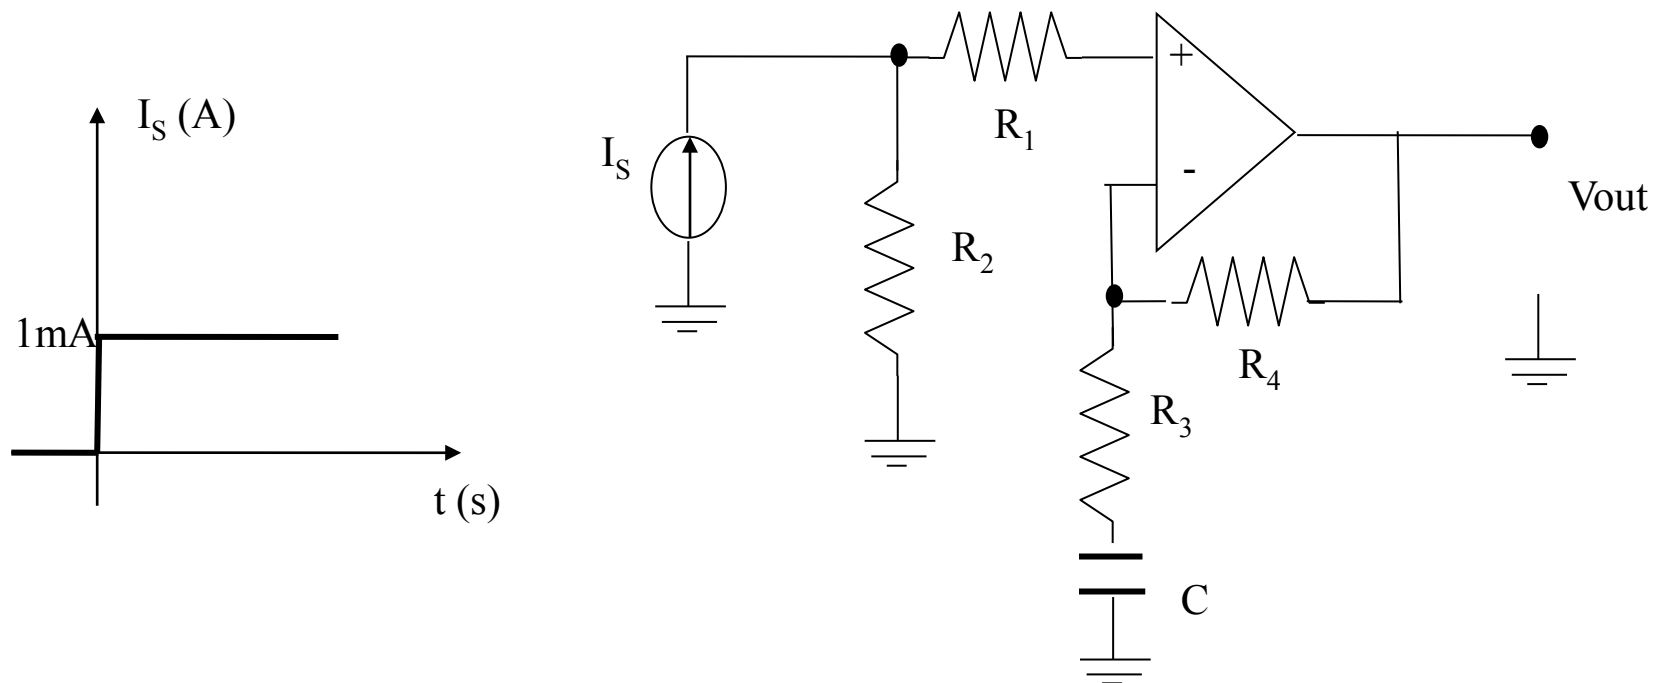 I_S (A)
1mA
t (s)
I_S
R_1
R_2
+
-
Vout
R_4
R_3
C